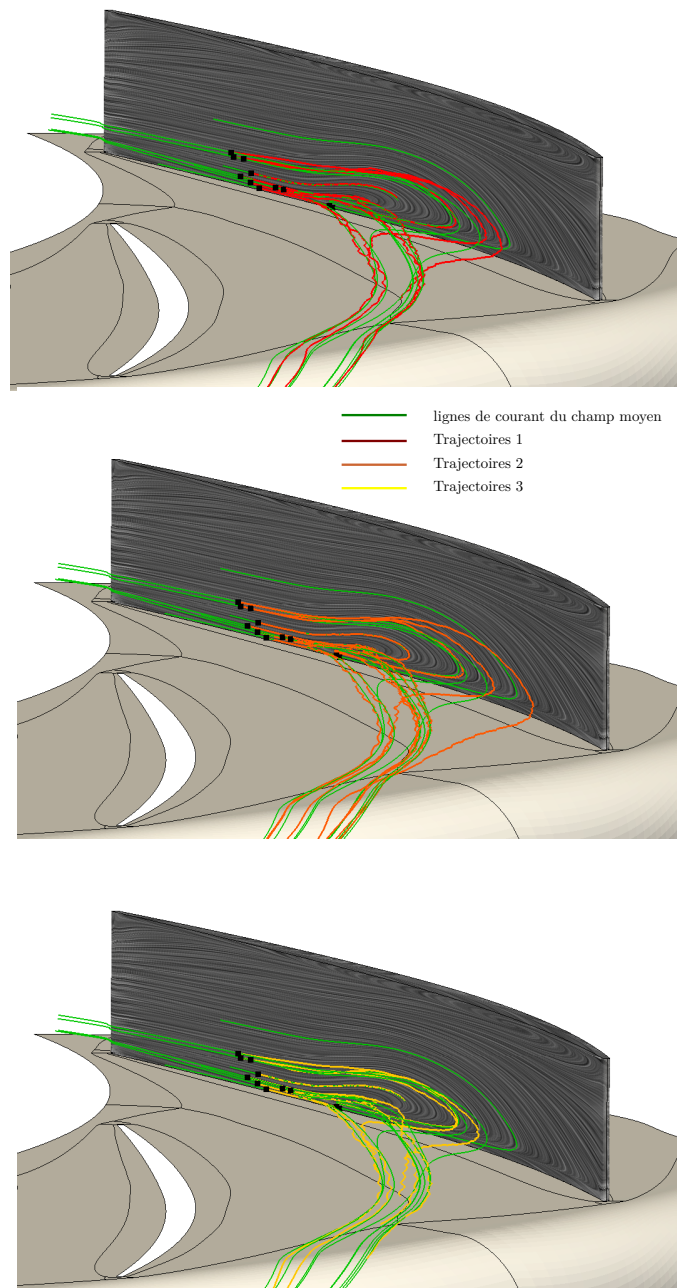 lignes de courant du champ moyen
Trajectoires 1
Trajectoires 2
Trajectoires 3